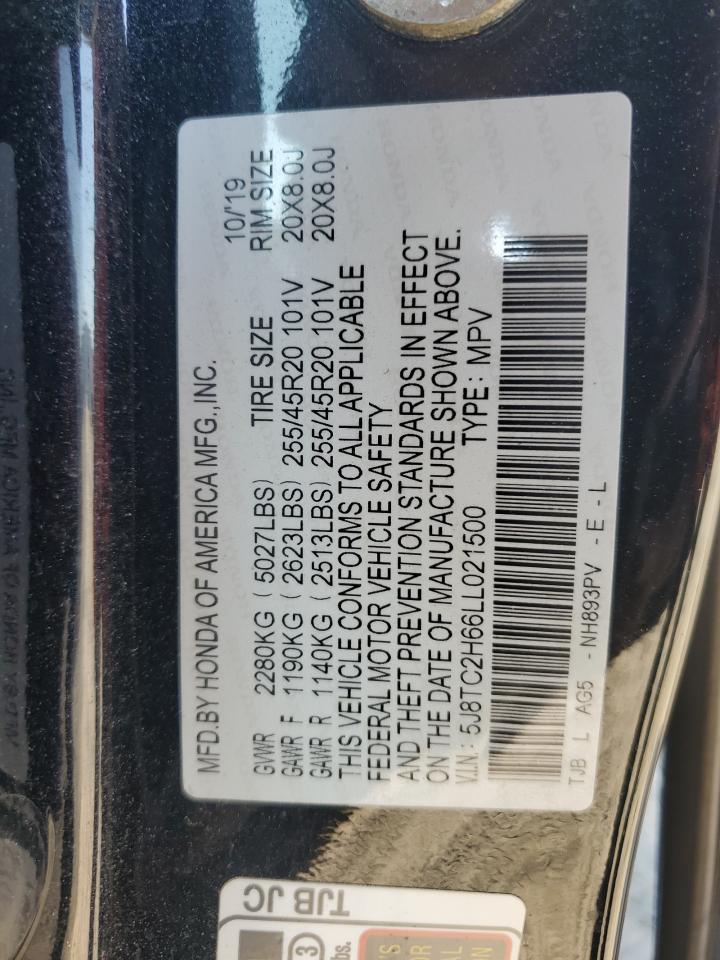 MFD.BY HONDA OF AMERICA MFG.,INC. 10/'19
GVWR 2280KG ( 5027LBS) TIRE SIZE RIM SIZE
GAWR F 1190KG ( 2623LBS) 255/45R20 101V 20X8.0J
GAWR R 1140KG ( 2513LBS) 255/45R20 101V 20X8.0J
THIS VEHICLE CONFORMS TO ALL APPLICABLE
FEDERAL MOTOR VEHICLE SAFETY
AND THEFT PREVENTION STANDARDS IN EFFECT
ON THE DATE OF MANUFACTURE SHOWN ABOVE.
V.I.N: 5J8TC2H66LL021500 TYPE: MPV
TJB L AG5 -NH893PV -E-L
TJB JC
3
lbs.